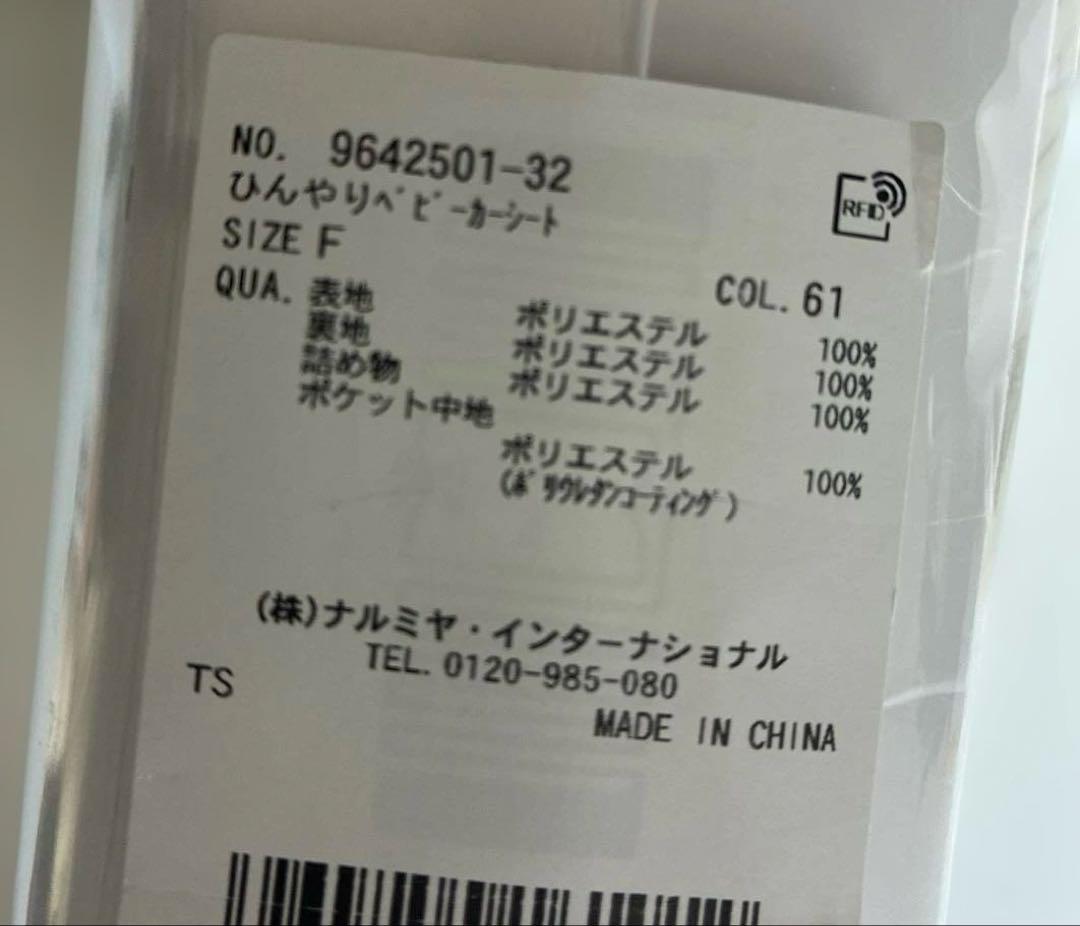 NO. 9642501-32
ひんやりﾍﾞﾋﾞｰｶｰｼｰﾄ
RFID
SIZE F
COL. 61
QUA. 表地 ポリエステル 100%
裏地 ポリエステル 100%
詰め物 ポリエステル 100%
ポケット中地
ポリエステル 100%
(ﾎﾟﾘｳﾚﾀﾝｺｰﾃｨﾝｸﾞ)
(株)ナルミヤ・インターナショナル
TEL. 0120-985-080
TS
MADE IN CHINA